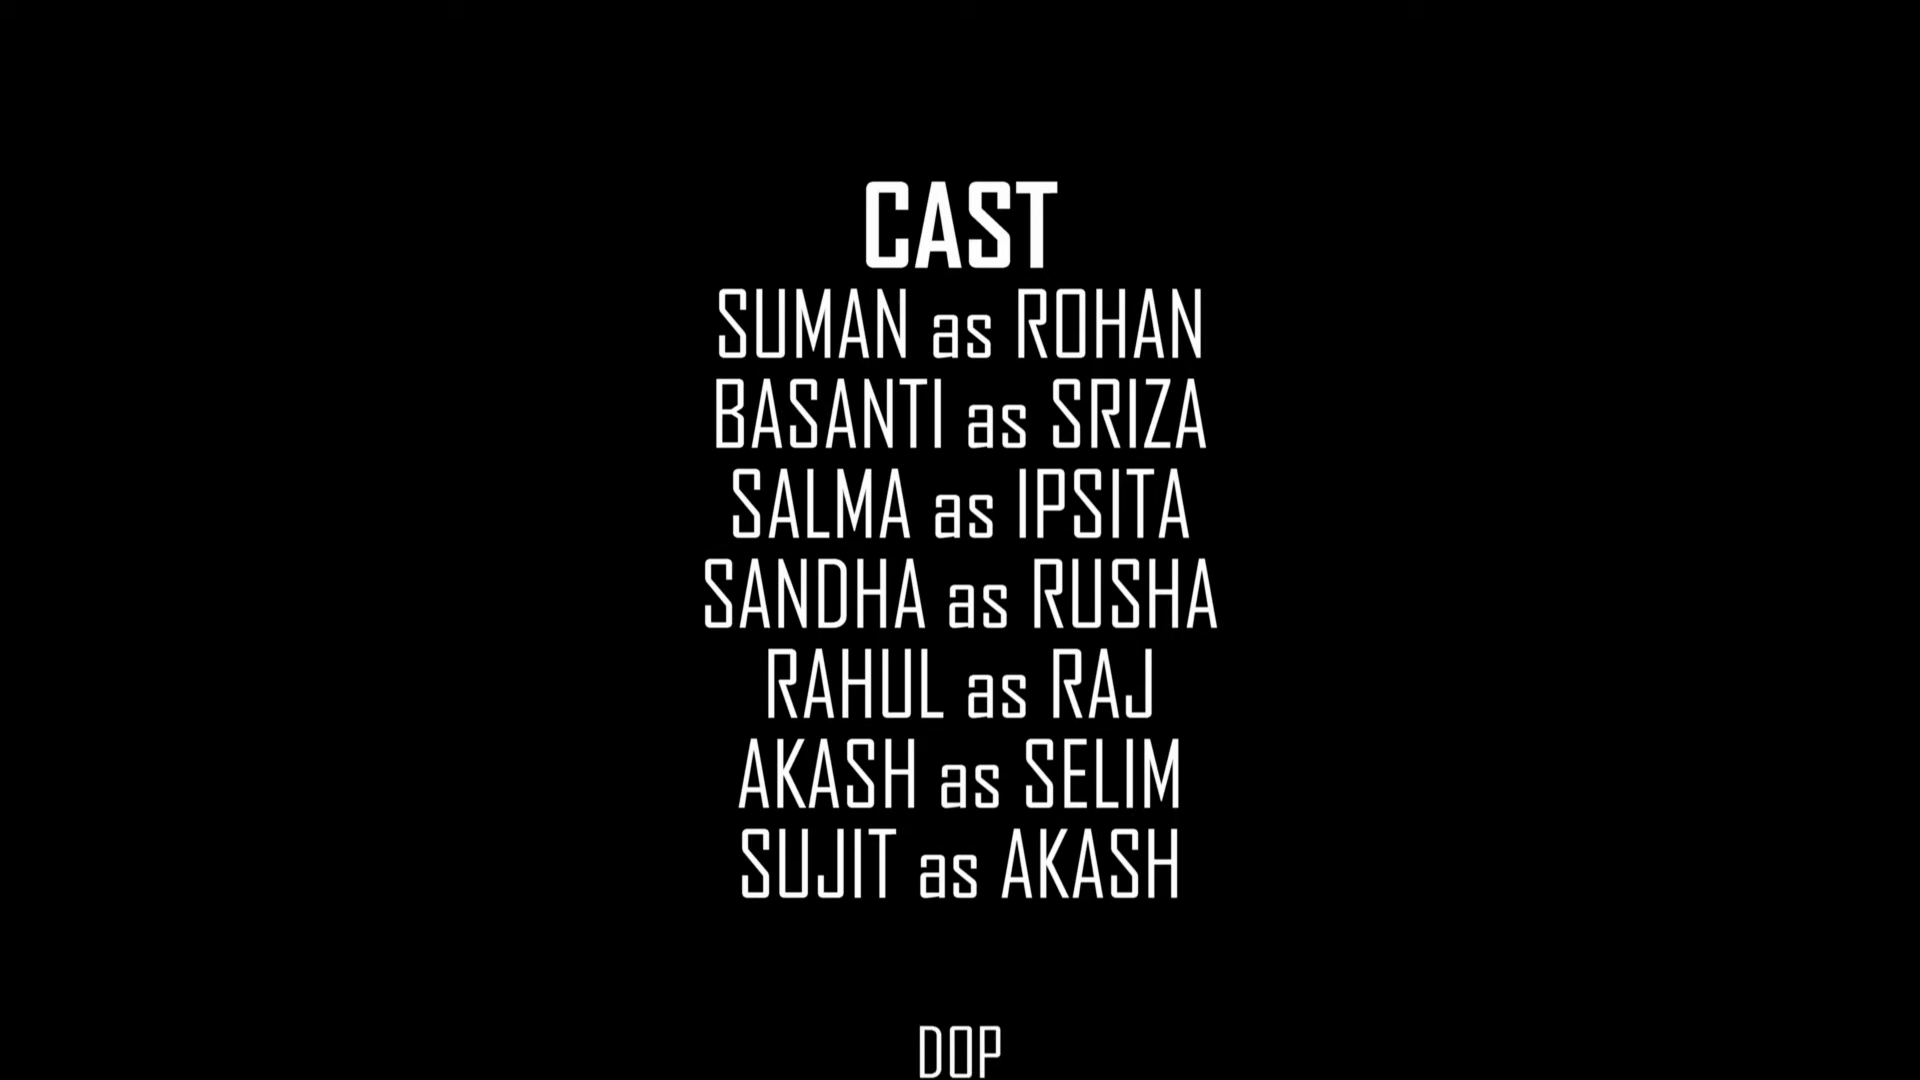 CAST
SUMAN as ROHAN
BASANTI as SRIZA
SALMA as IPSITA
SANDHA as RUSHA
RAHUL as RAJ
AKASH as SELIM
SUJIT as AKASH
DOP